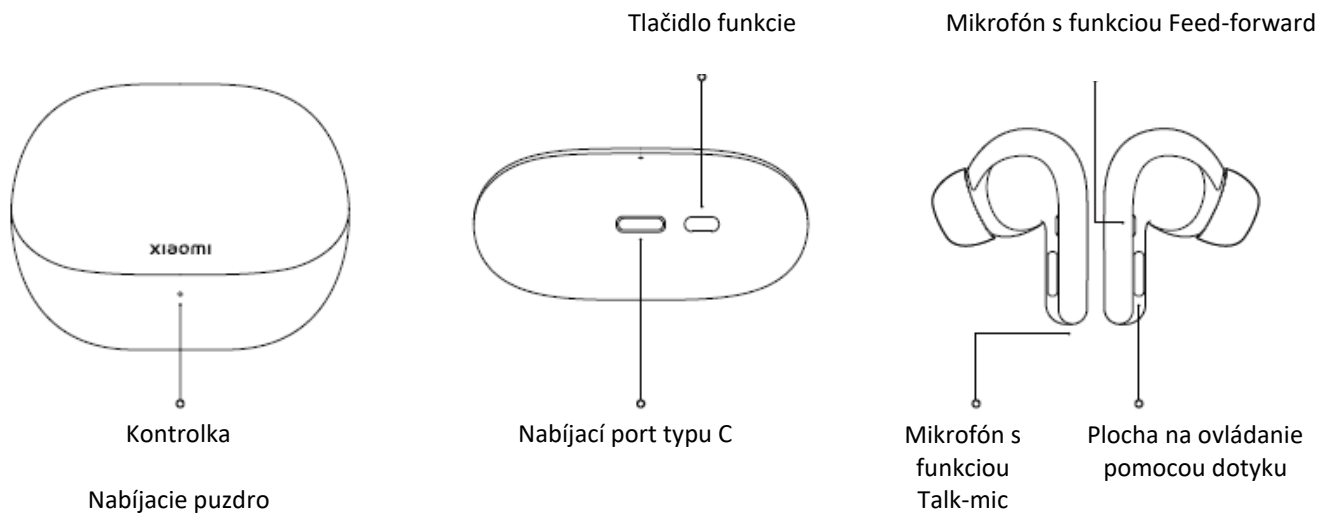 Tlačidlo funkcie
Mikrofón s funkciou Feed-forward
xiaomi
Kontrolka
Nabíjací port typu C
Mikrofón s
funkciou
Talk-mic
Plocha na ovládanie
pomocou dotyku
Nabíjacie puzdro